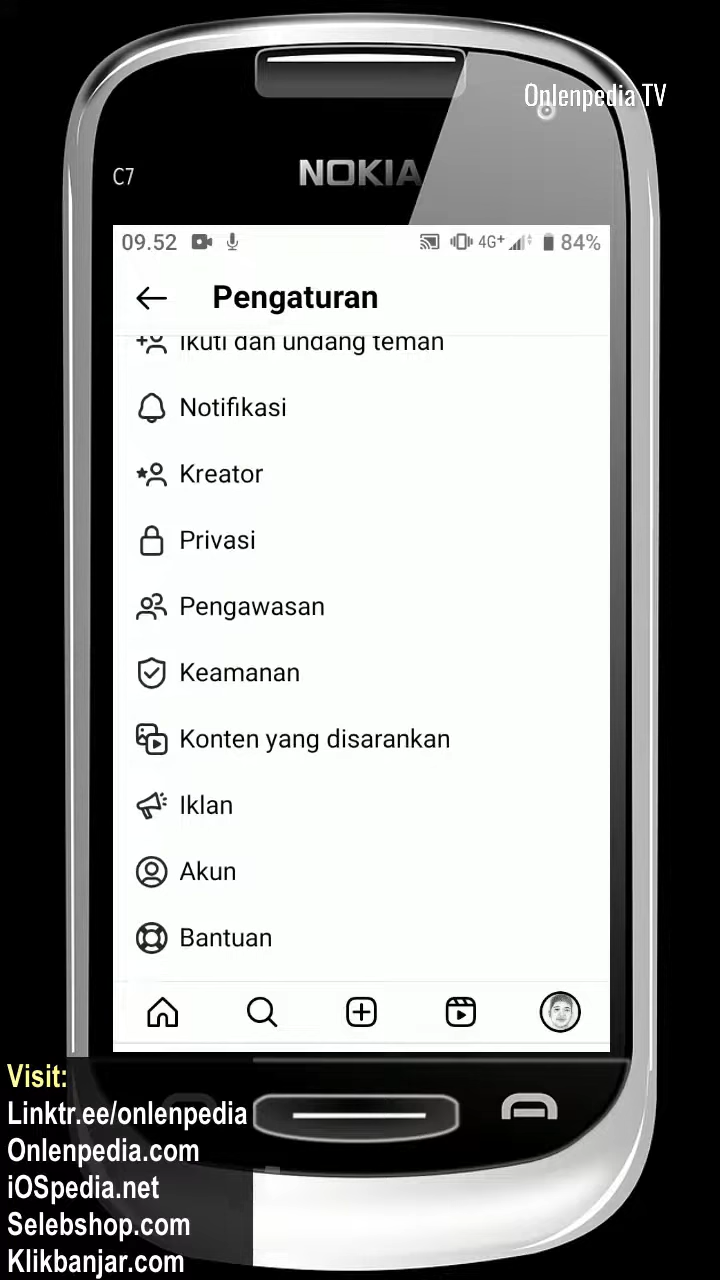 Onlenpedia TV
C7
NOKIA
09.52
4G+
84%
Pengaturan
Ikuti dan undang teman
Notifikasi
Kreator
Privasi
Pengawasan
Keamanan
Konten yang disarankan
Iklan
Akun
Bantuan
Visit:
Linktr.ee/onlenpedia
Onlenpedia.com
iOSpedia.net
Selebshop.com
Klikbanjar.com